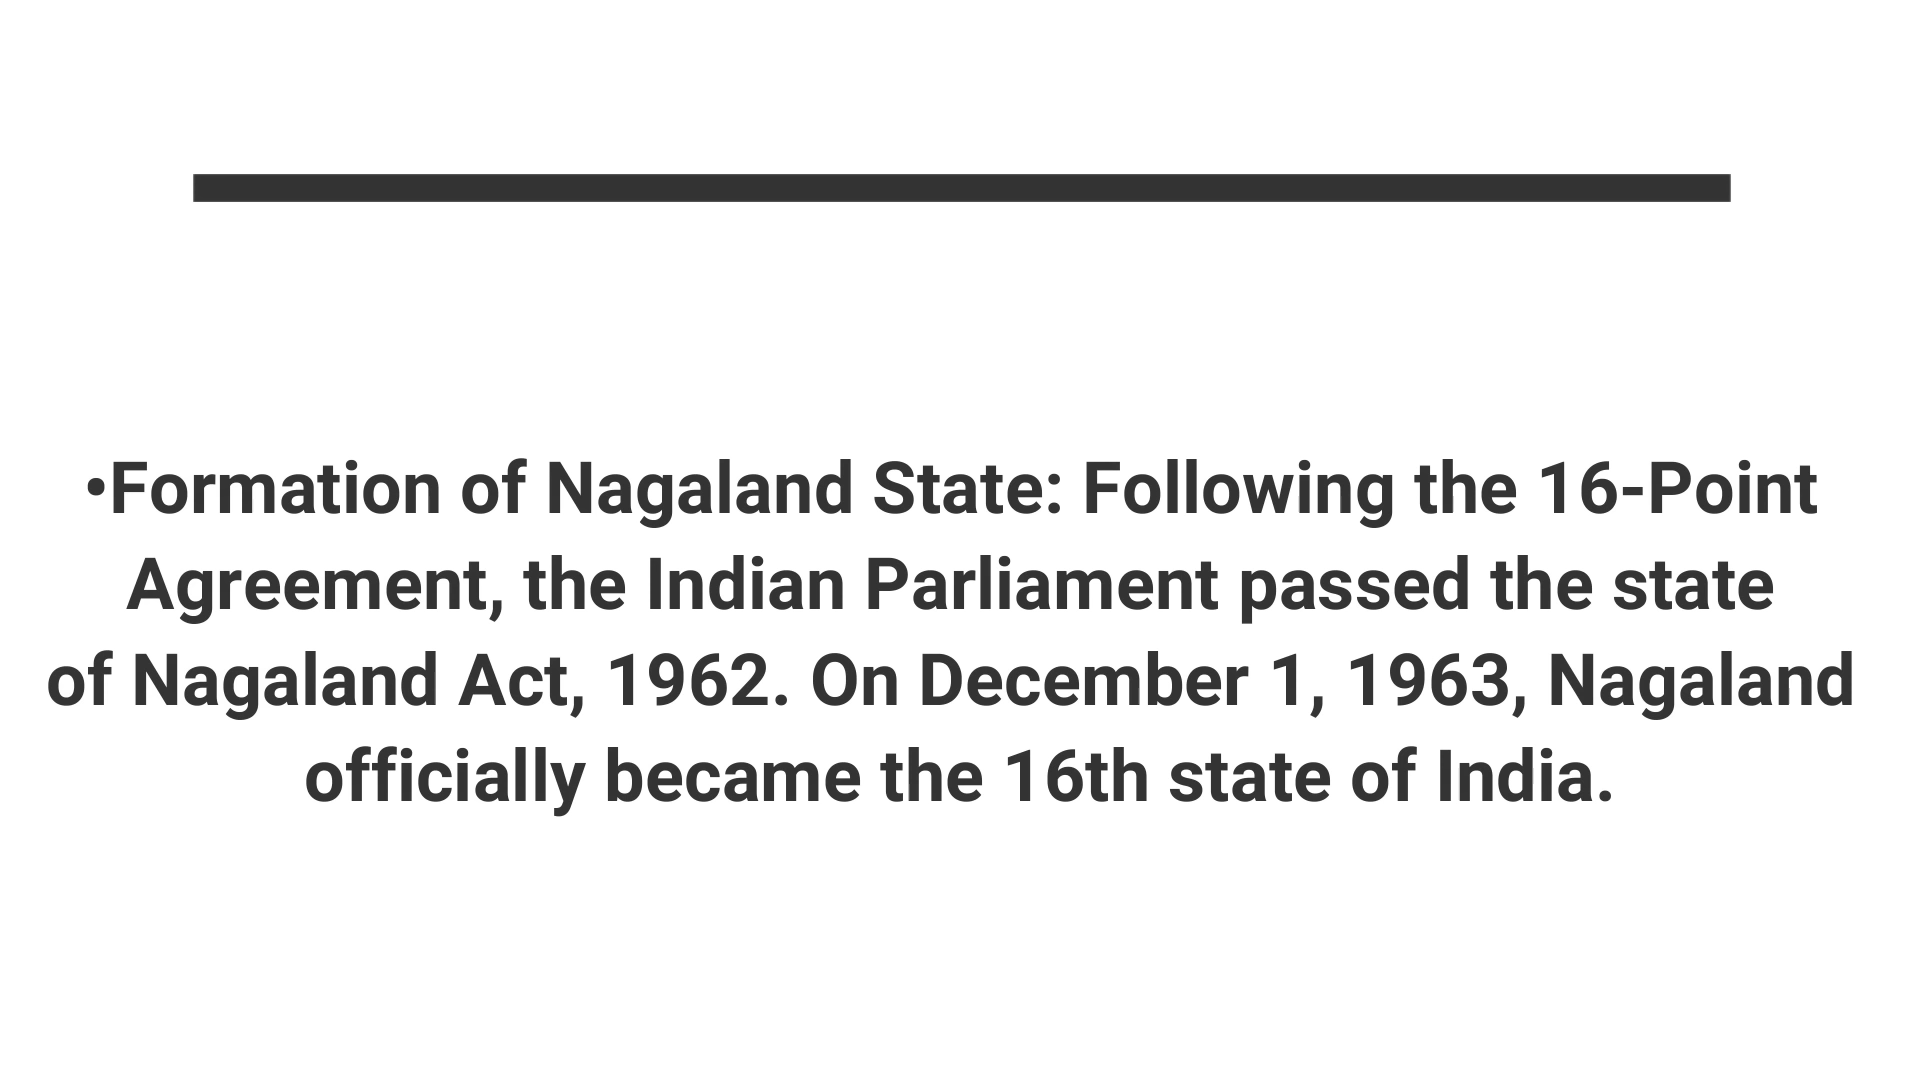 •Formation of Nagaland State: Following the 16-Point
Agreement, the Indian Parliament passed the state
of Nagaland Act, 1962. On December 1, 1963, Nagaland
officially became the 16th state of India.